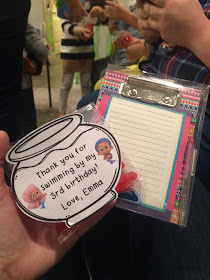 Thank you for
swimming by my
3rd birthday!
Love, Emma